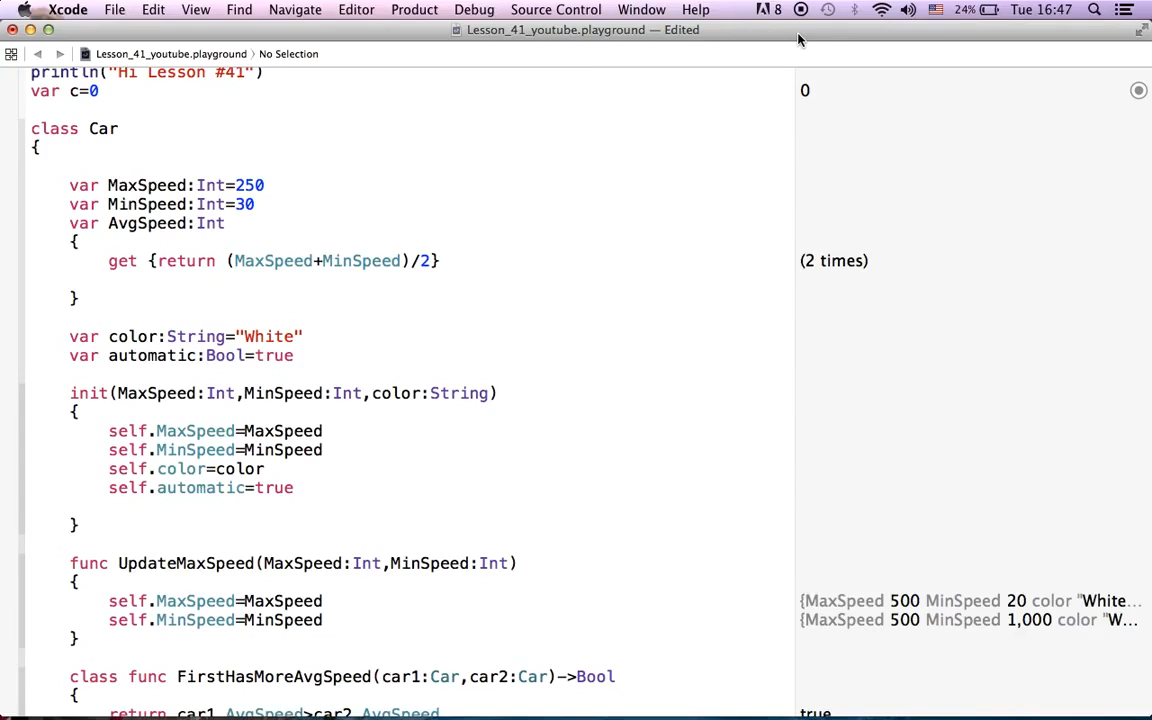 Xcode File Edit View Find Navigate Editor Product Debug Source Control Window Help 8 24% Tue 16:47
Lesson_41_youtube.playground — Edited
Lesson_41_youtube.playground No Selection
println("Hi Lesson #41")
var c=0 0
class Car
{
var MaxSpeed:Int=250
var MinSpeed:Int=30
var AvgSpeed:Int
{
get {return (MaxSpeed+MinSpeed)/2} (2 times)
}
var color:String="White"
var automatic:Bool=true
init(MaxSpeed:Int,MinSpeed:Int,color:String)
{
self.MaxSpeed=MaxSpeed
self.MinSpeed=MinSpeed
self.color=color
self.automatic=true
}
func UpdateMaxSpeed(MaxSpeed:Int,MinSpeed:Int)
{
self.MaxSpeed=MaxSpeed {MaxSpeed 500 MinSpeed 20 color "White...
self.MinSpeed=MinSpeed {MaxSpeed 500 MinSpeed 1,000 color "W...
}
class func FirstHasMoreAvgSpeed(car1:Car,car2:Car)->Bool
{
return car1.AvgSpeed>car2.AvgSpeed true